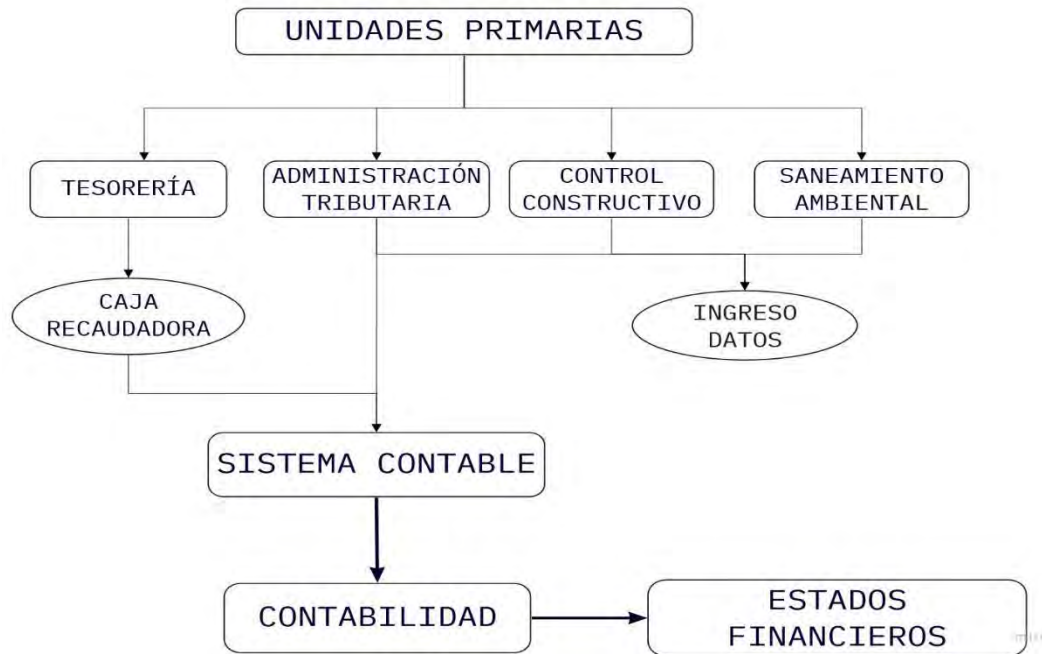 UNIDADES PRIMARIAS
TESORERÍA
ADMINISTRACIÓN
TRIBUTARIA
CONTROL
CONSTRUCTIVO
SANEAMIENTO
AMBIENTAL
CAJA
RECAUDADORA
INGRESO
DATOS
SISTEMA CONTABLE
CONTABILIDAD
ESTADOS
FINANCIEROS